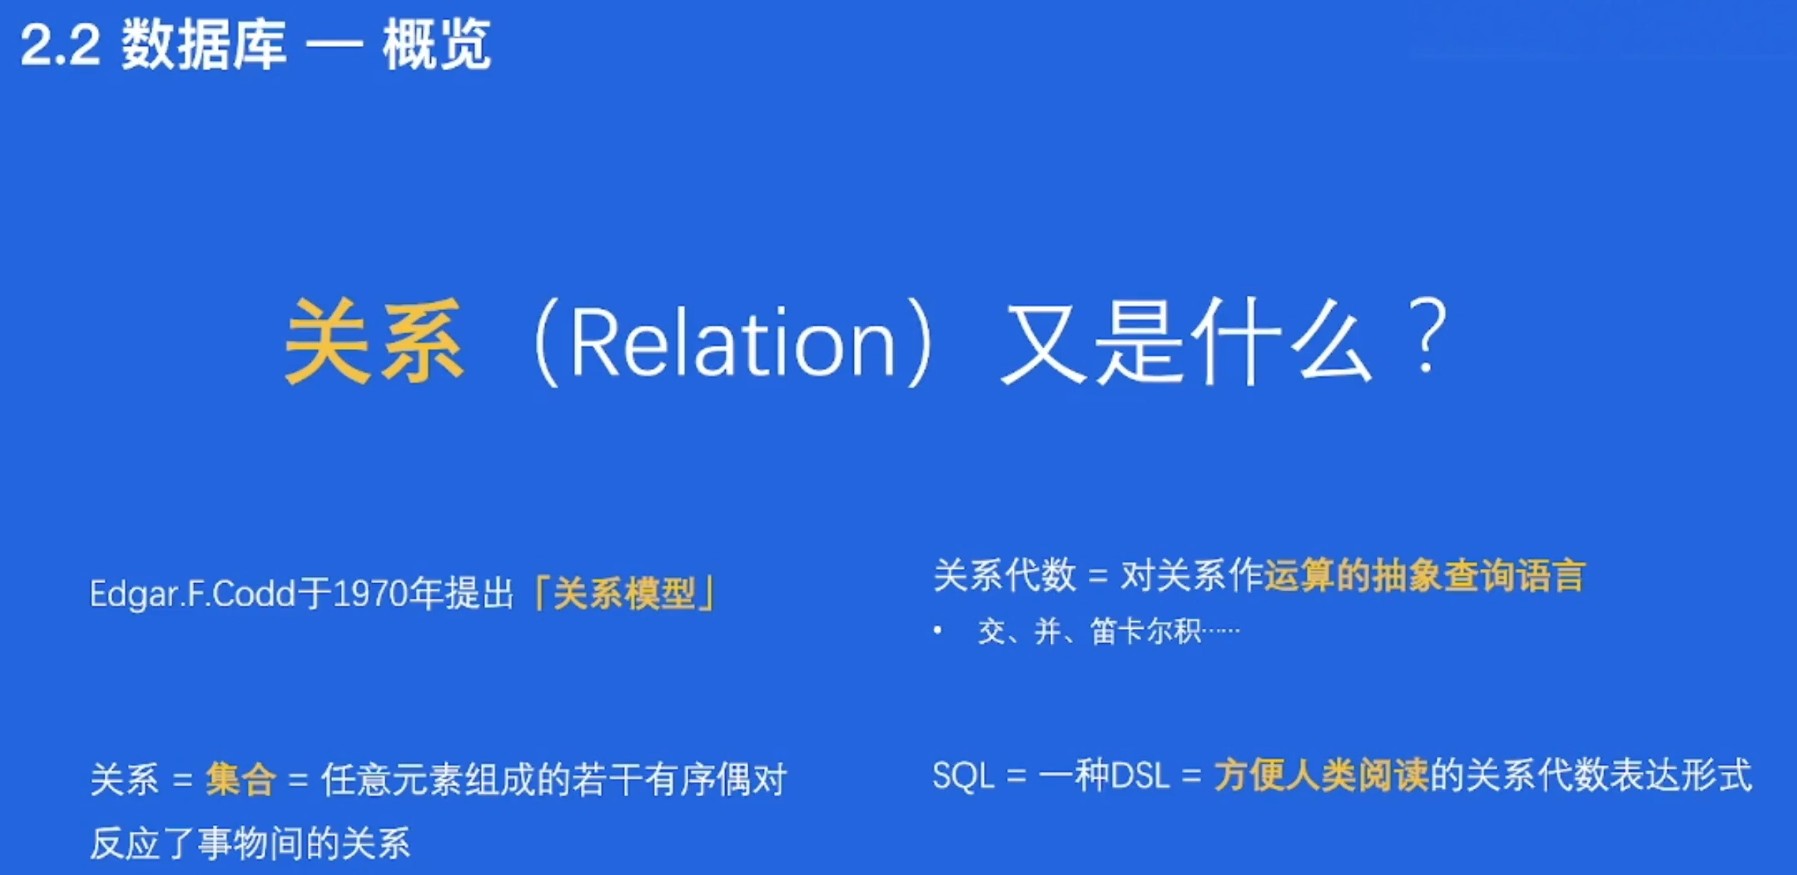 2.2 数据库 — 概览
关系（Relation）又是什么？
Edgar.F.Codd于1970年提出「关系模型」
关系 = 集合 = 任意元素组成的若干有序偶对
反应了事物间的关系
关系代数 = 对关系作运算的抽象查询语言
• 交、并、笛卡尔积……
SQL = 一种DSL = 方便人类阅读的关系代数表达形式